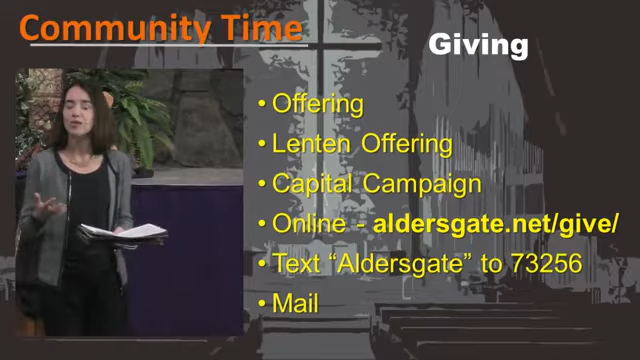 Community Time
Giving
• Offering
• Lenten Offering
• Capital Campaign
• Online - aldersgate.net/give/
• Text “Aldersgate” to 73256
• Mail